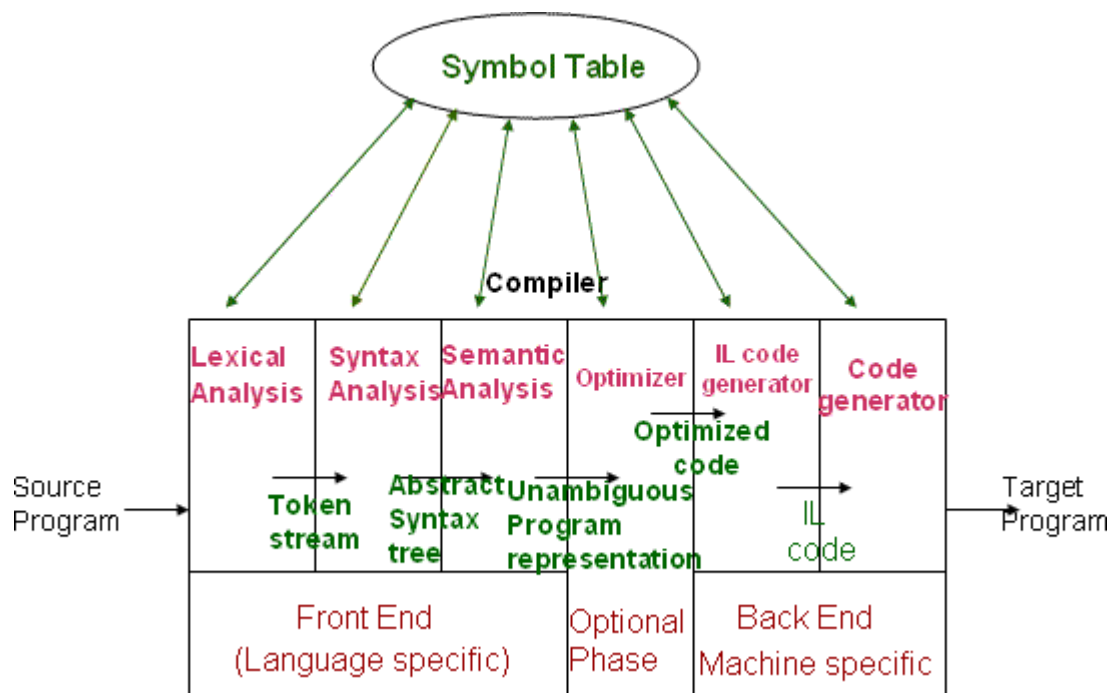 Symbol Table
Compiler
Lexical
Analysis
Syntax
Analysis
Semantic
Analysis
Optimizer
IL code
generator
Code
generator
Optimized
code
Source
Program
Token
stream
Abstract
Syntax
tree
Unambiguous
Program
representation
IL
code
Target
Program
Front End
(Language specific)
Optional
Phase
Back End
Machine specific